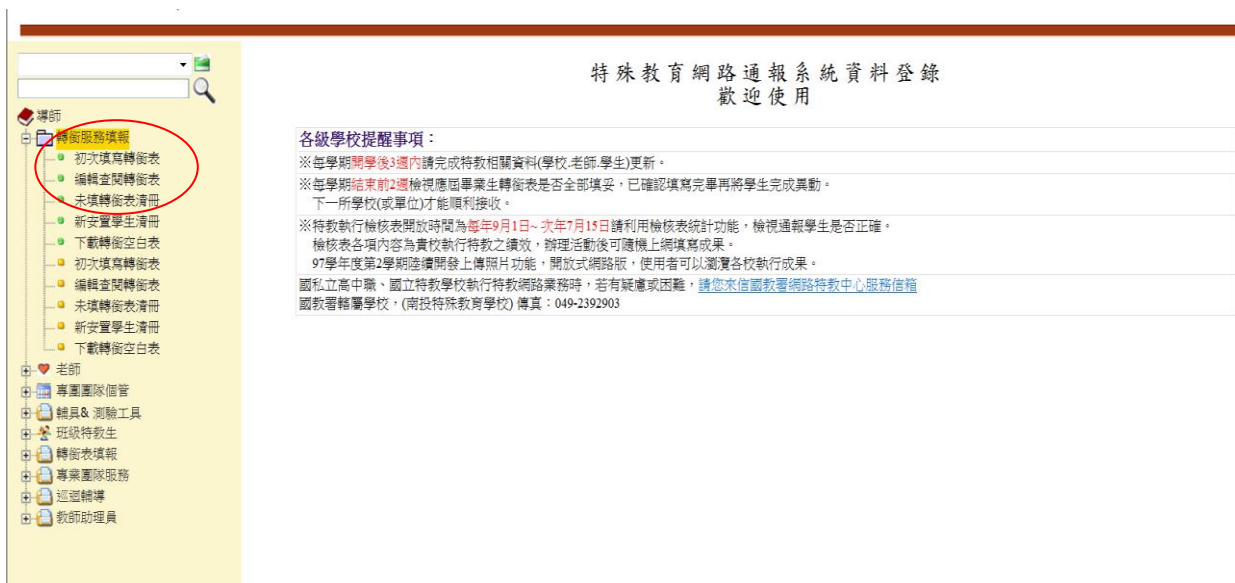 導師
轉銜服務填報
初次填寫轉銜表
編輯查閱轉銜表
未填轉銜表清冊
新安置學生清冊
下載轉銜空白表
初次填寫轉銜表
編輯查閱轉銜表
未填轉銜表清冊
新安置學生清冊
下載轉銜空白表
老師
專團團隊個管
輔具& 測驗工具
班級特教生
轉銜表填報
專業團隊服務
巡迴輔導
教師助理員
特殊教育網路通報系統資料登錄
歡迎使用
各級學校提醒事項：
※每學期開學後3週內請完成特教相關資料(學校.老師.學生)更新。
※每學期結束前2週檢視應屆畢業生轉銜表是否全部填妥，已確認填寫完畢再將學生完成異動。
下一所學校(或單位)才能順利接收。
※特教執行檢核表開放時間為每年9月1日~ 次年7月15日請利用檢核表統計功能，檢視通報學生是否正確。
檢核表各項內容為貴校執行特教之績效，辦理活動後可隨機上網填寫成果。
97學年度第2學期陸續開發上傳照片功能，開放式網路版，使用者可以瀏覽各校執行成果。
國私立高中職、國立特教學校執行特教網路業務時，若有疑慮或困難，請您來信國教署網路特教中心服務信箱
國教署轄屬學校，(南投特殊教育學校) 傳真：049-2392903